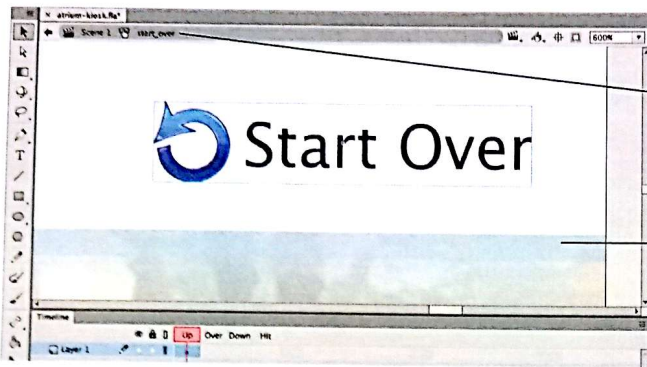 × atrium-kiosk.fla*
Scene 1 start_over
600%
Start Over
T
Timeline
Up Over Down Hit
Layer 1